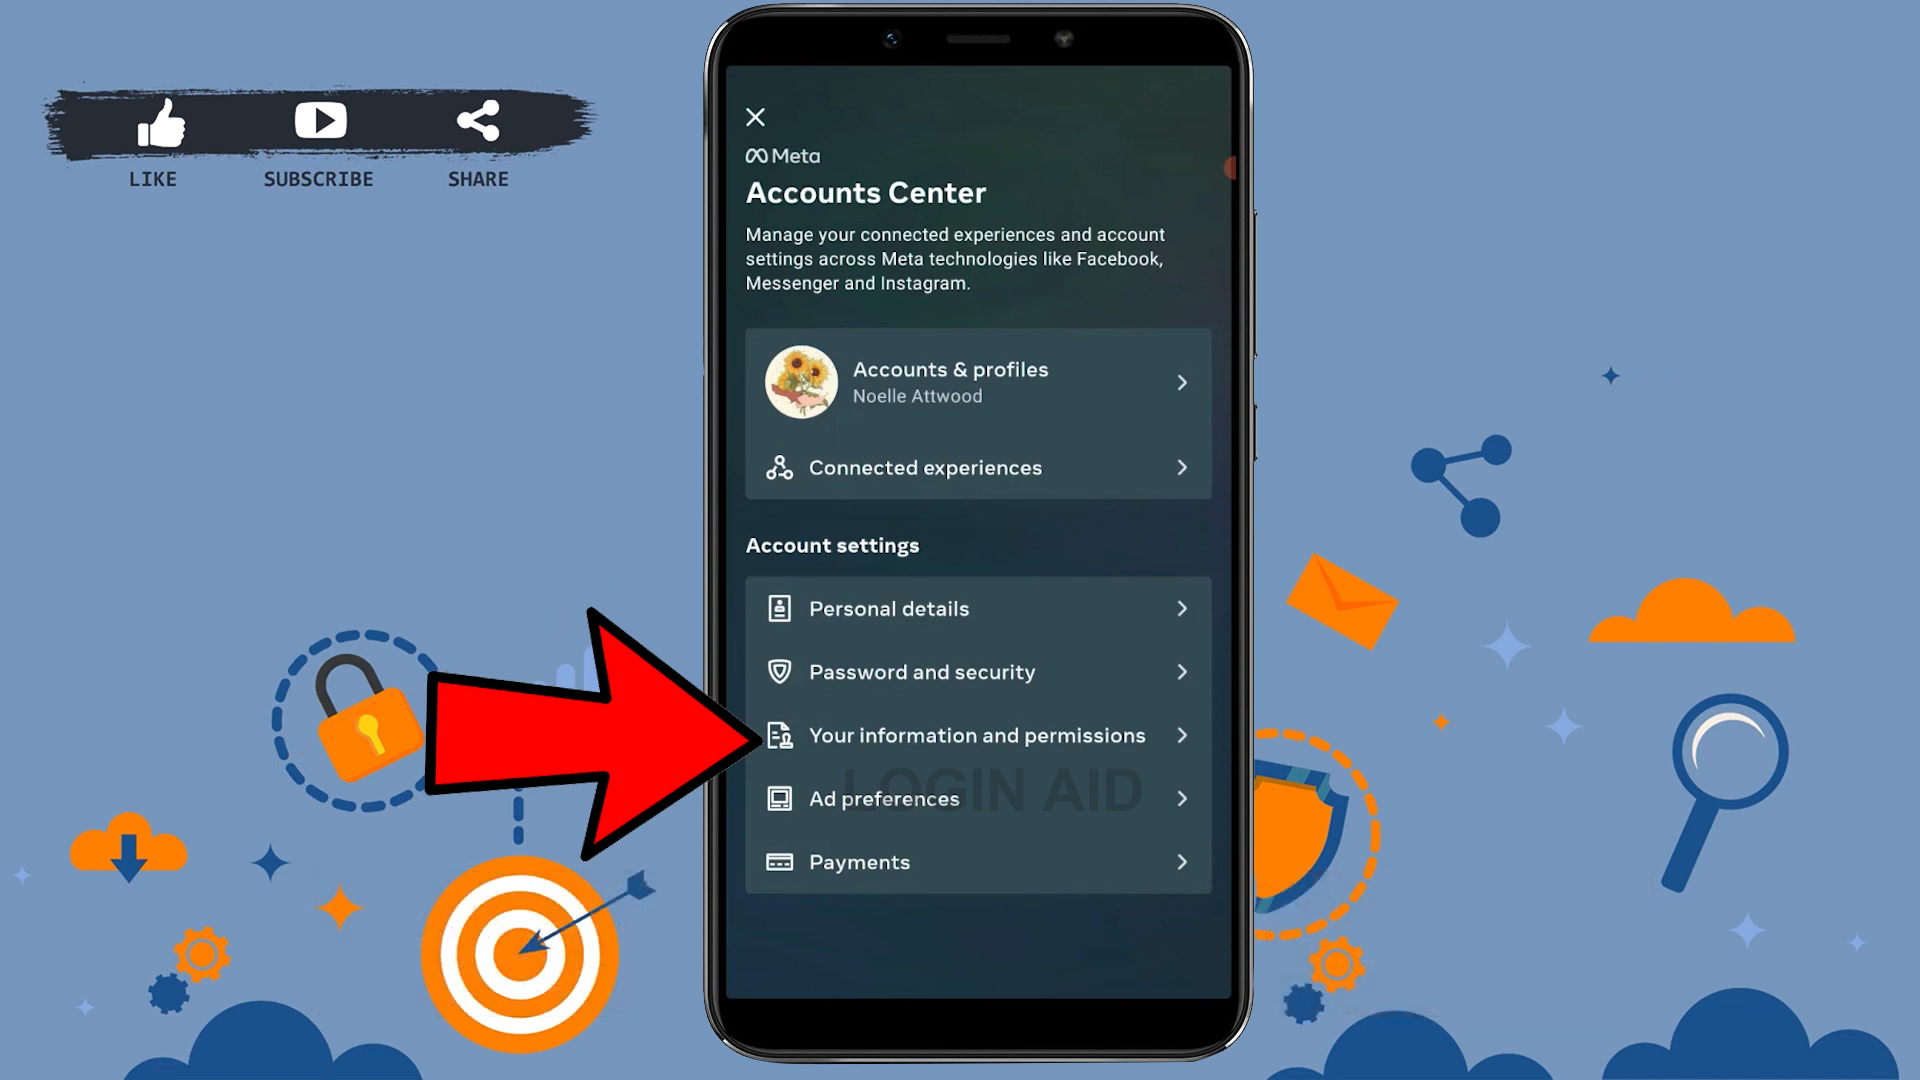 LIKE
SUBSCRIBE
SHARE
Meta
Accounts Center
Manage your connected experiences and account
settings across Meta technologies like Facebook,
Messenger and Instagram.
Accounts & profiles
Noelle Attwood
Connected experiences
Account settings
Personal details
Password and security
Your information and permissions
LOGIN AID
Ad preferences
Payments